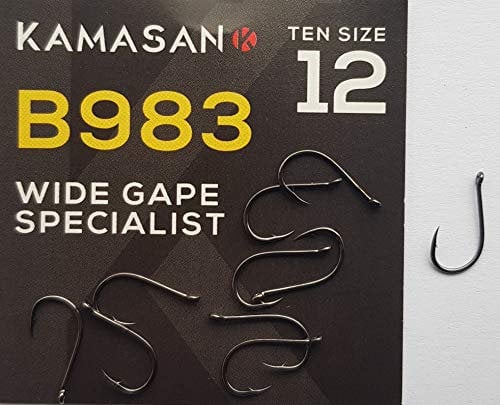 KAMASAN K
TEN SIZE
12
B983
WIDE GAPE
SPECIALIST